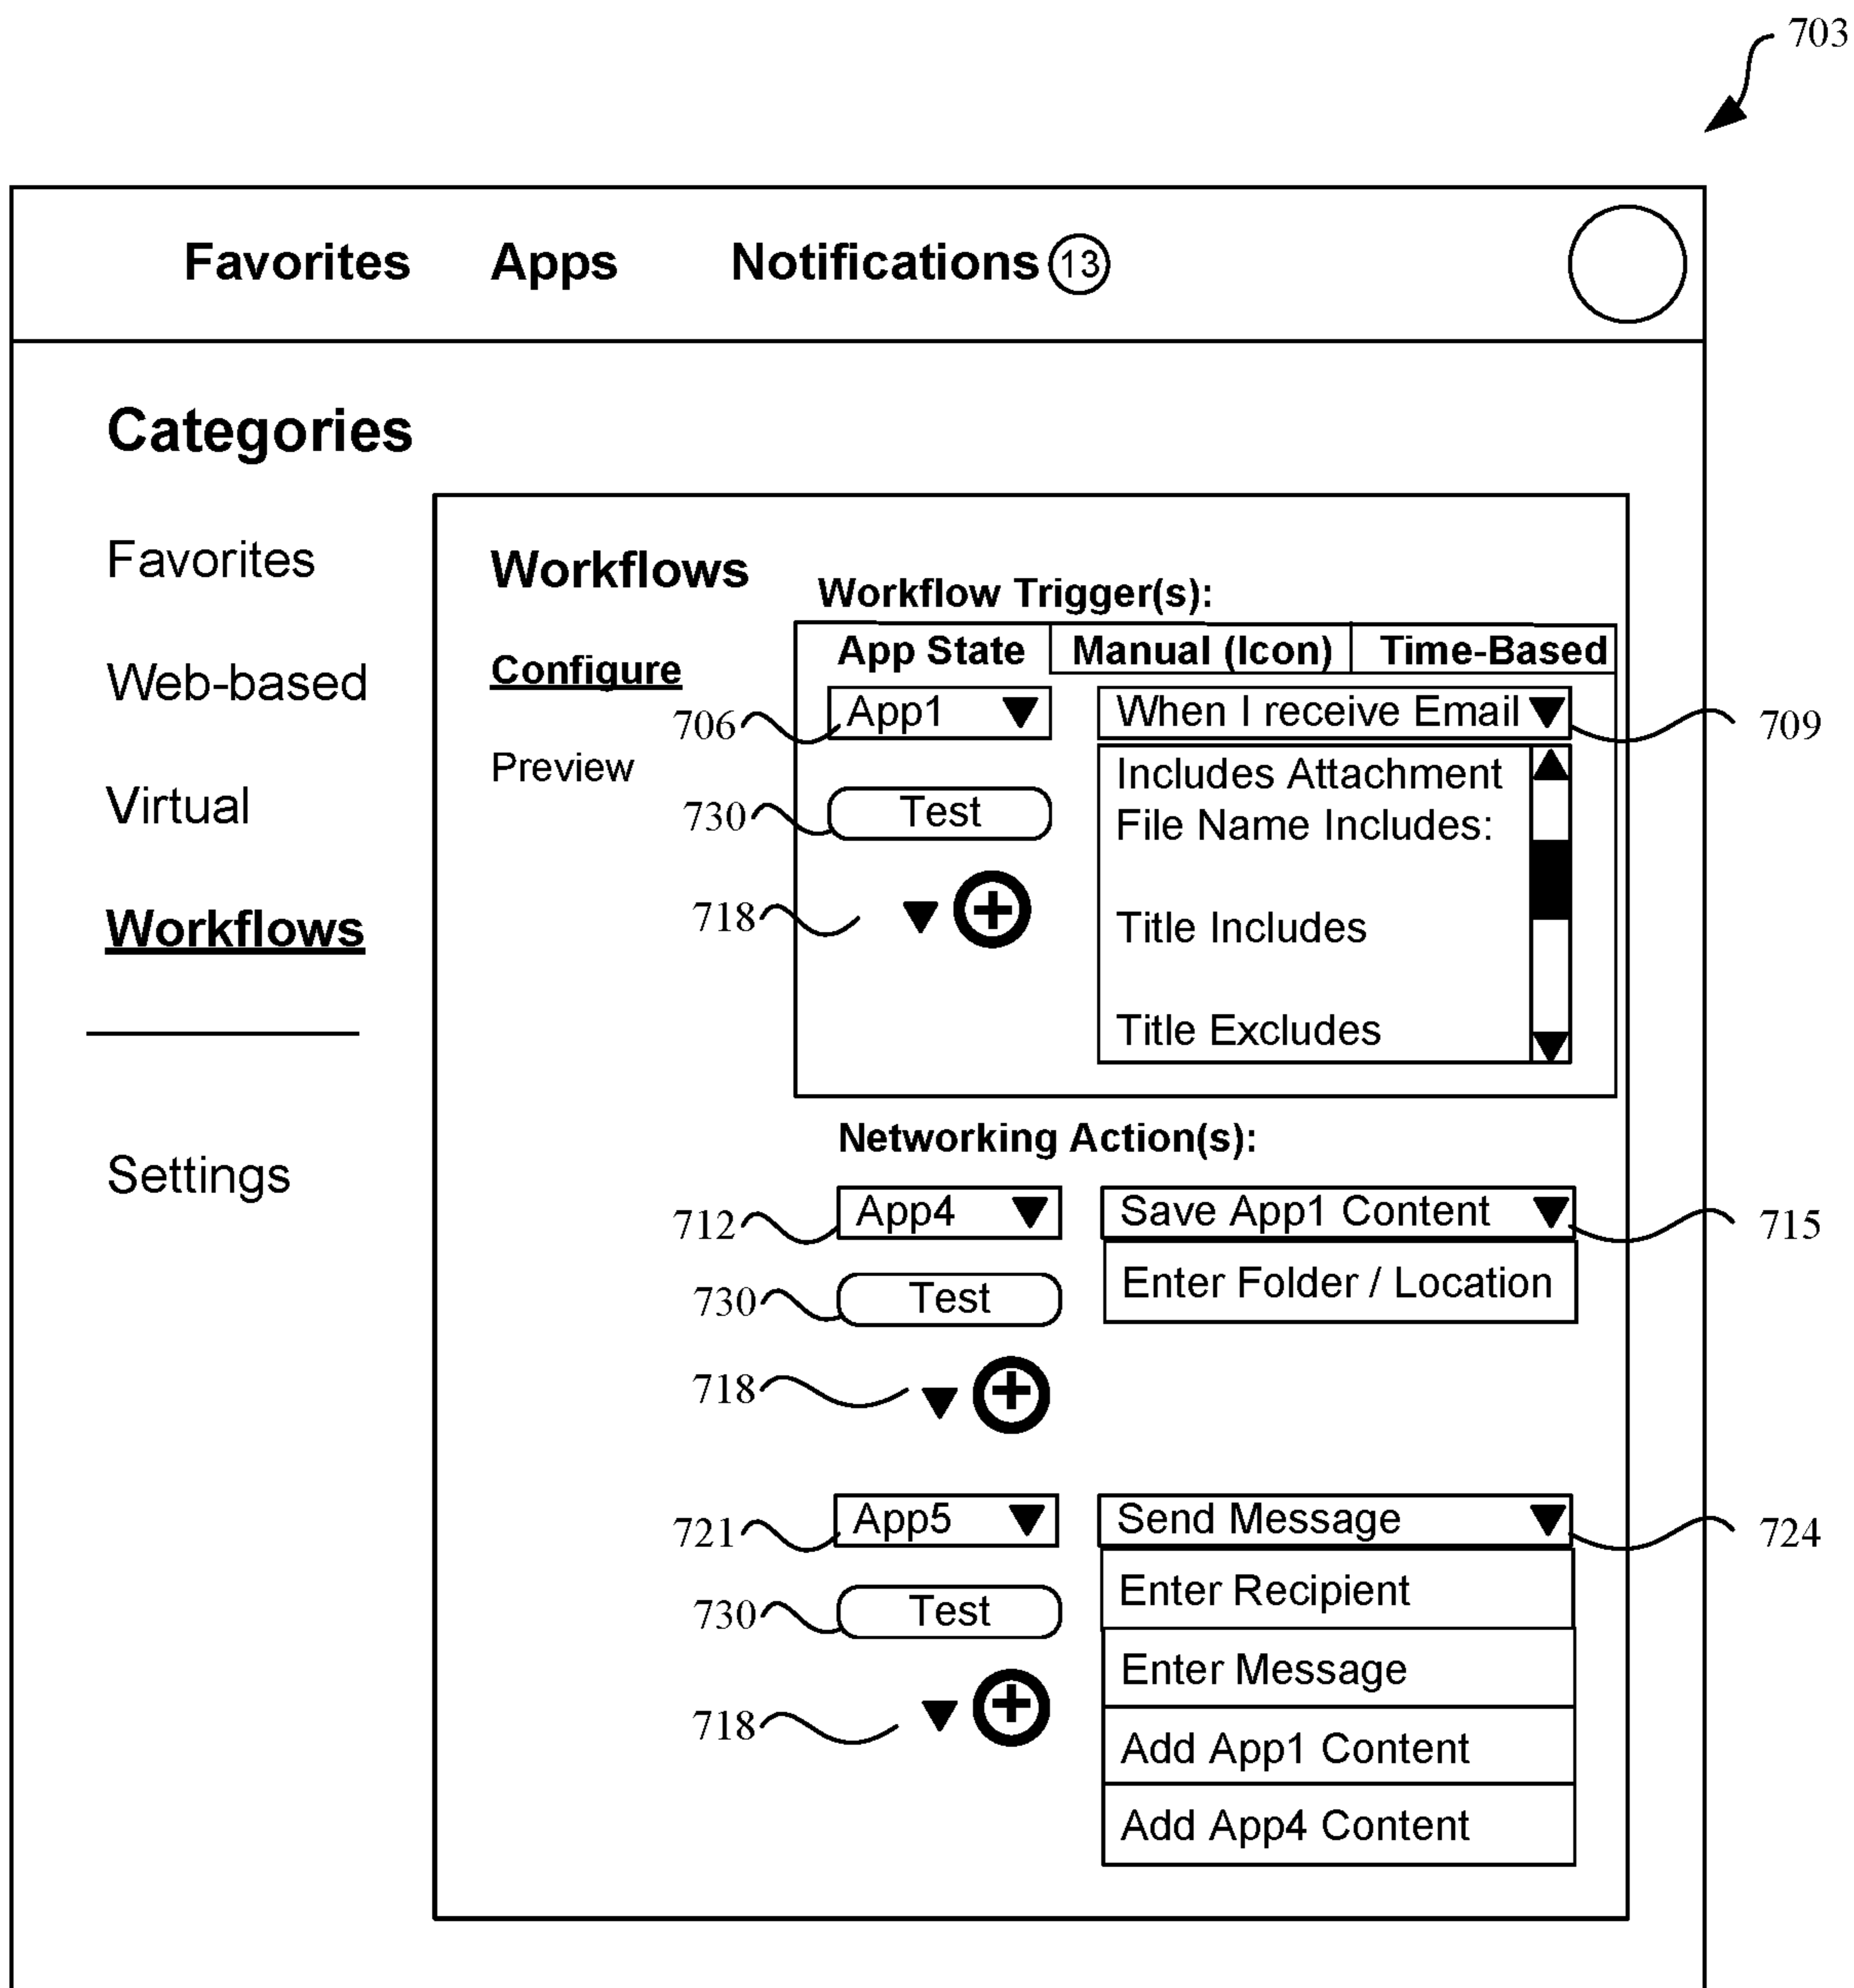 703
Favorites Apps Notifications 13
Categories
Favorites
Web-based
Virtual
Workflows
Settings
Workflows
Configure
Preview
Workflow Trigger(s):
App State Manual (Icon) Time-Based
706 App1 When I receive Email 709
Includes Attachment
730 Test File Name Includes:
718 + Title Includes
Title Excludes
Networking Action(s):
712 App4 Save App1 Content 715
730 Test Enter Folder / Location
718 +
721 App5 Send Message 724
Enter Recipient
730 Test
Enter Message
718 +
Add App1 Content
Add App4 Content